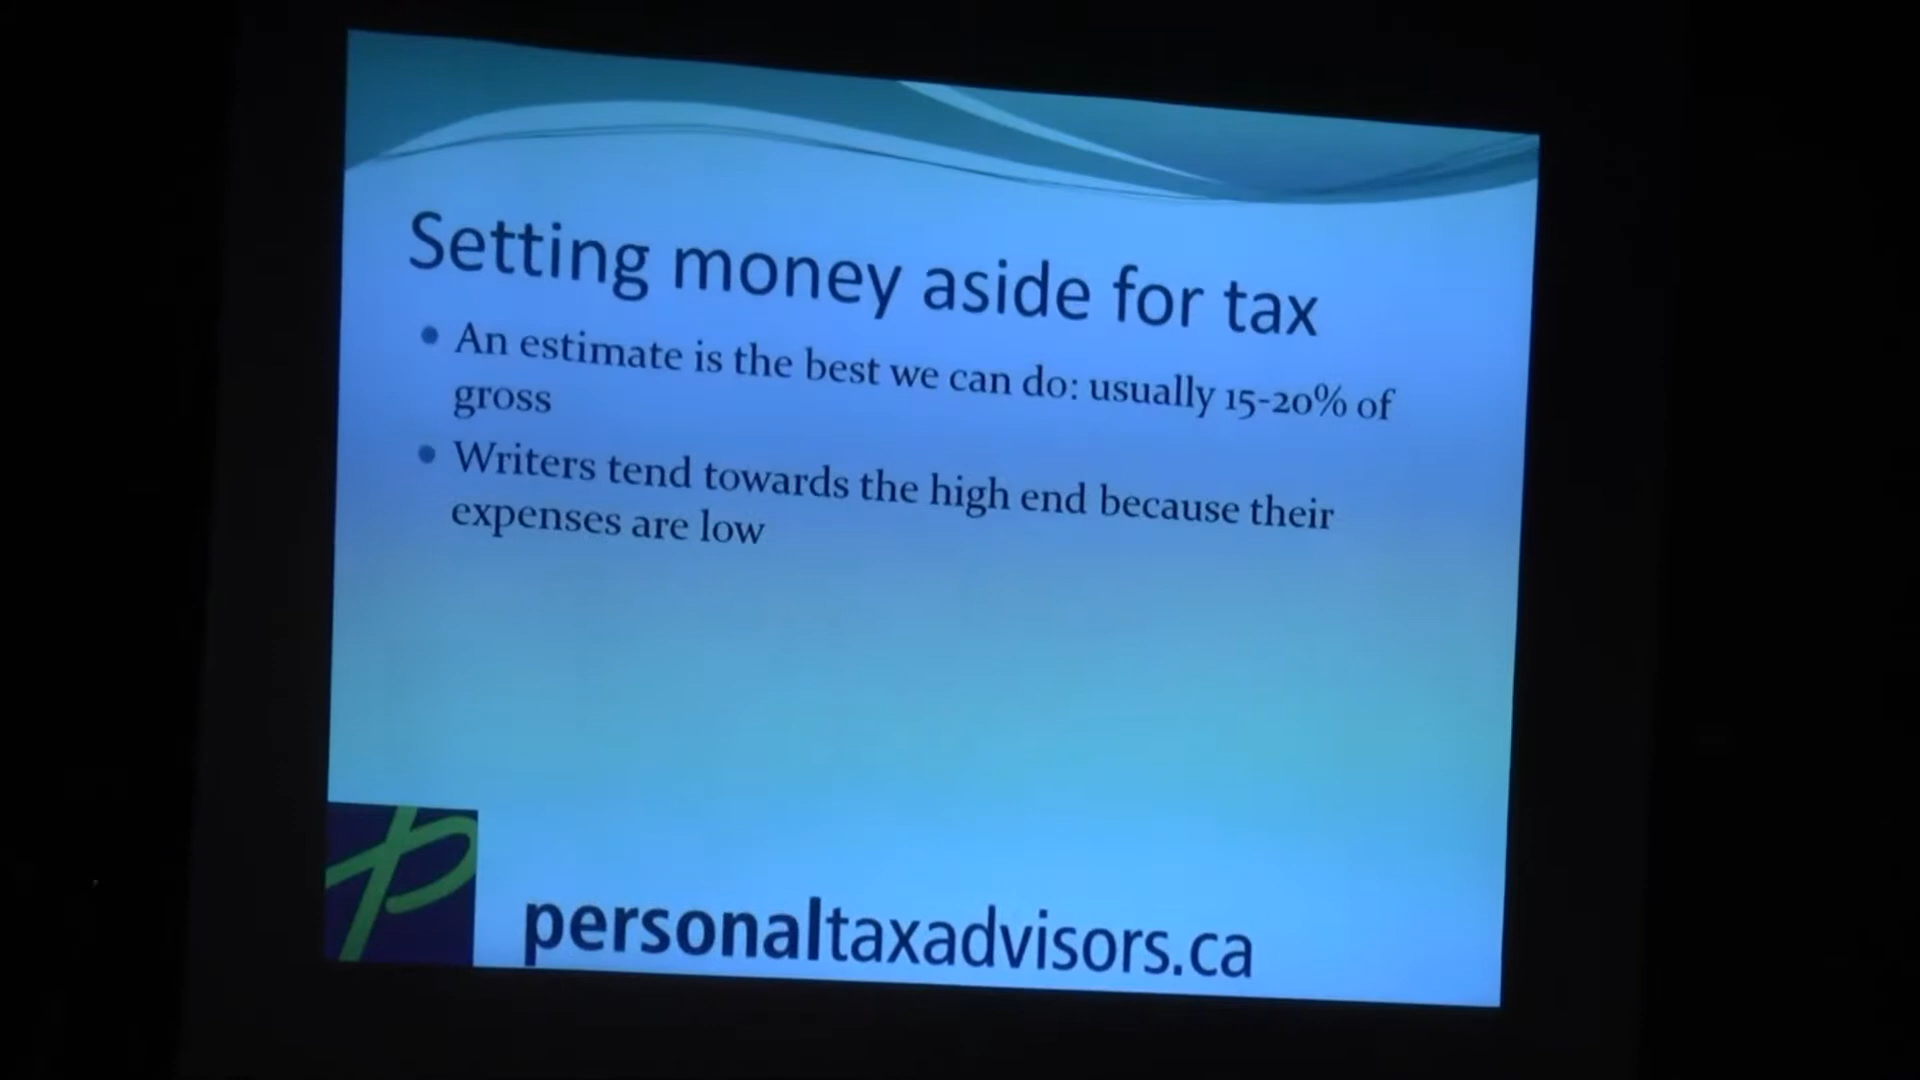 Setting money aside for tax
• An estimate is the best we can do: usually 15-20% of
gross
• Writers tend towards the high end because their
expenses are low
personaltaxadvisors.ca